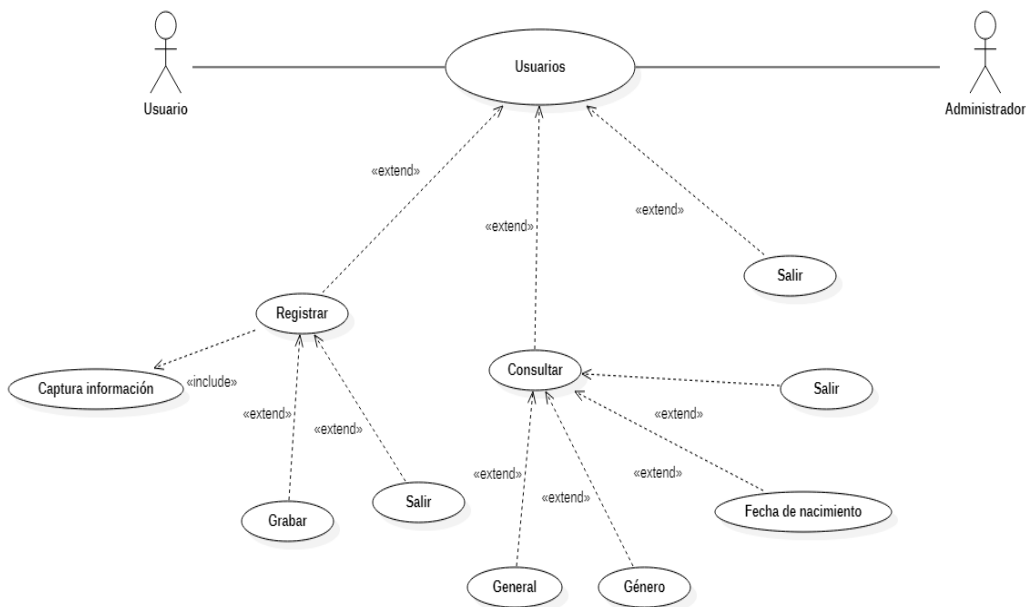 Usuarios
Usuario
Administrador
«extend»
«extend»
«extend»
Salir
Registrar
Consultar
Captura información
«include»
Salir
«extend»
«extend»
«extend»
«extend»
«extend»
«extend»
Salir
Grabar
Fecha de nacimiento
General
Género